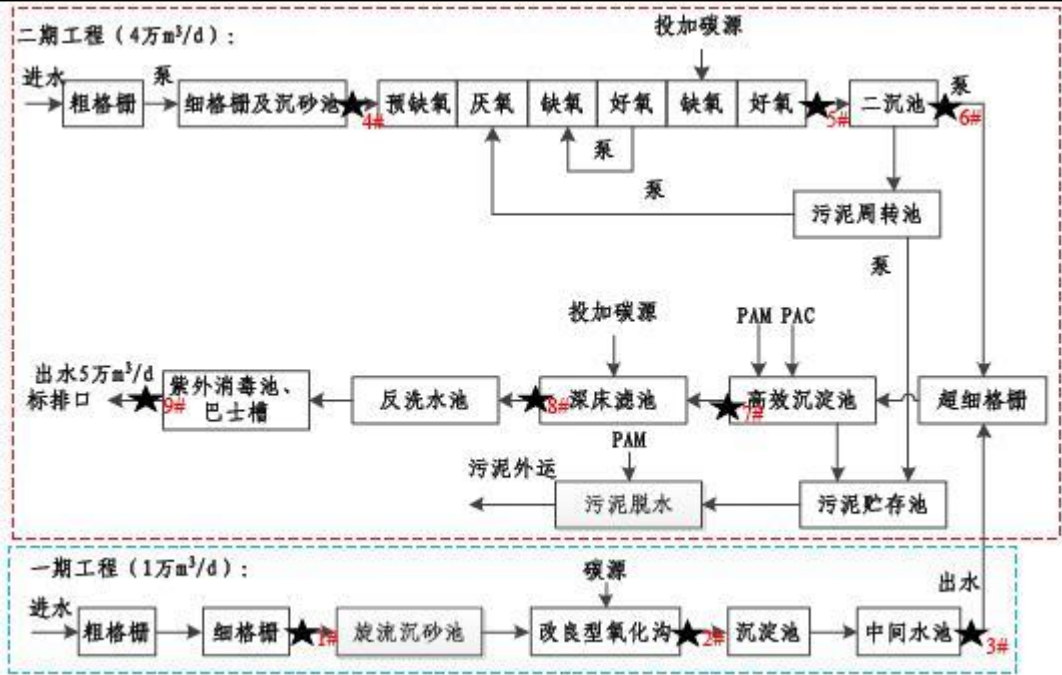 二期工程（4万m³/d）:
投加碳源
进水
泵
泵
粗格栅
细格栅及沉砂池
4#
预缺氧
厌氧
缺氧
好氧
缺氧
好氧
5#
二沉池
6#
泵
泵
污泥周转池
泵
投加碳源
PAM PAC
出水5万m³/d
标排口
9#
紫外消毒池、
巴士槽
反洗水池
8#
深床滤池
7#
高效沉淀池
超细格栅
PAM
污泥外运
污泥脱水
污泥贮存池
一期工程（1万m³/d）:
碳源
出水
进水
粗格栅
细格栅
1#
旋流沉砂池
改良型氧化沟
2#
沉淀池
中间水池
3#